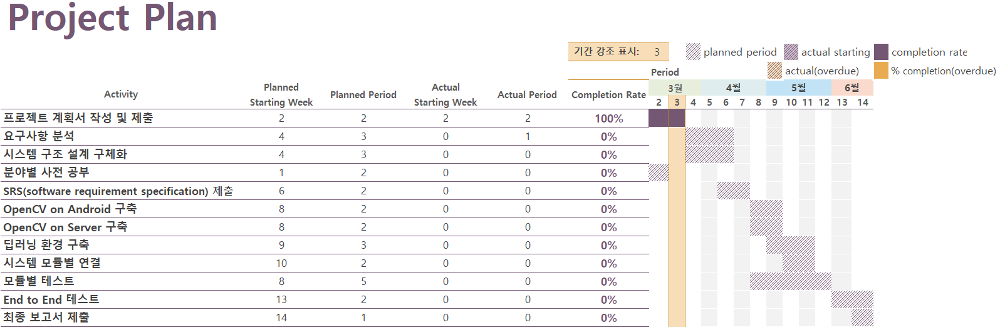 Project Plan
기간 강조 표시: 3
planned period
actual starting
completion rate
actual(overdue)
% completion(overdue)
Period
Activity
Planned
Starting Week
Planned Period
Actual
Starting Week
Actual Period
Completion Rate
3월 4월 5월 6월
2 3 4 5 6 7 8 9 10 11 12 13 14
프로젝트 계획서 작성 및 제출 2 2 2 2 100%
요구사항 분석 4 3 0 1 0%
시스템 구조 설계 구체화 4 3 0 0 0%
분야별 사전 공부 1 2 0 0 0%
SRS(software requirement specification) 제출 6 2 0 0 0%
OpenCV on Android 구축 8 2 0 0 0%
OpenCV on Server 구축 8 2 0 0 0%
딥러닝 환경 구축 9 3 0 0 0%
시스템 모듈별 연결 10 2 0 0 0%
모듈별 테스트 8 5 0 0 0%
End to End 테스트 13 2 0 0 0%
최종 보고서 제출 14 1 0 0 0%